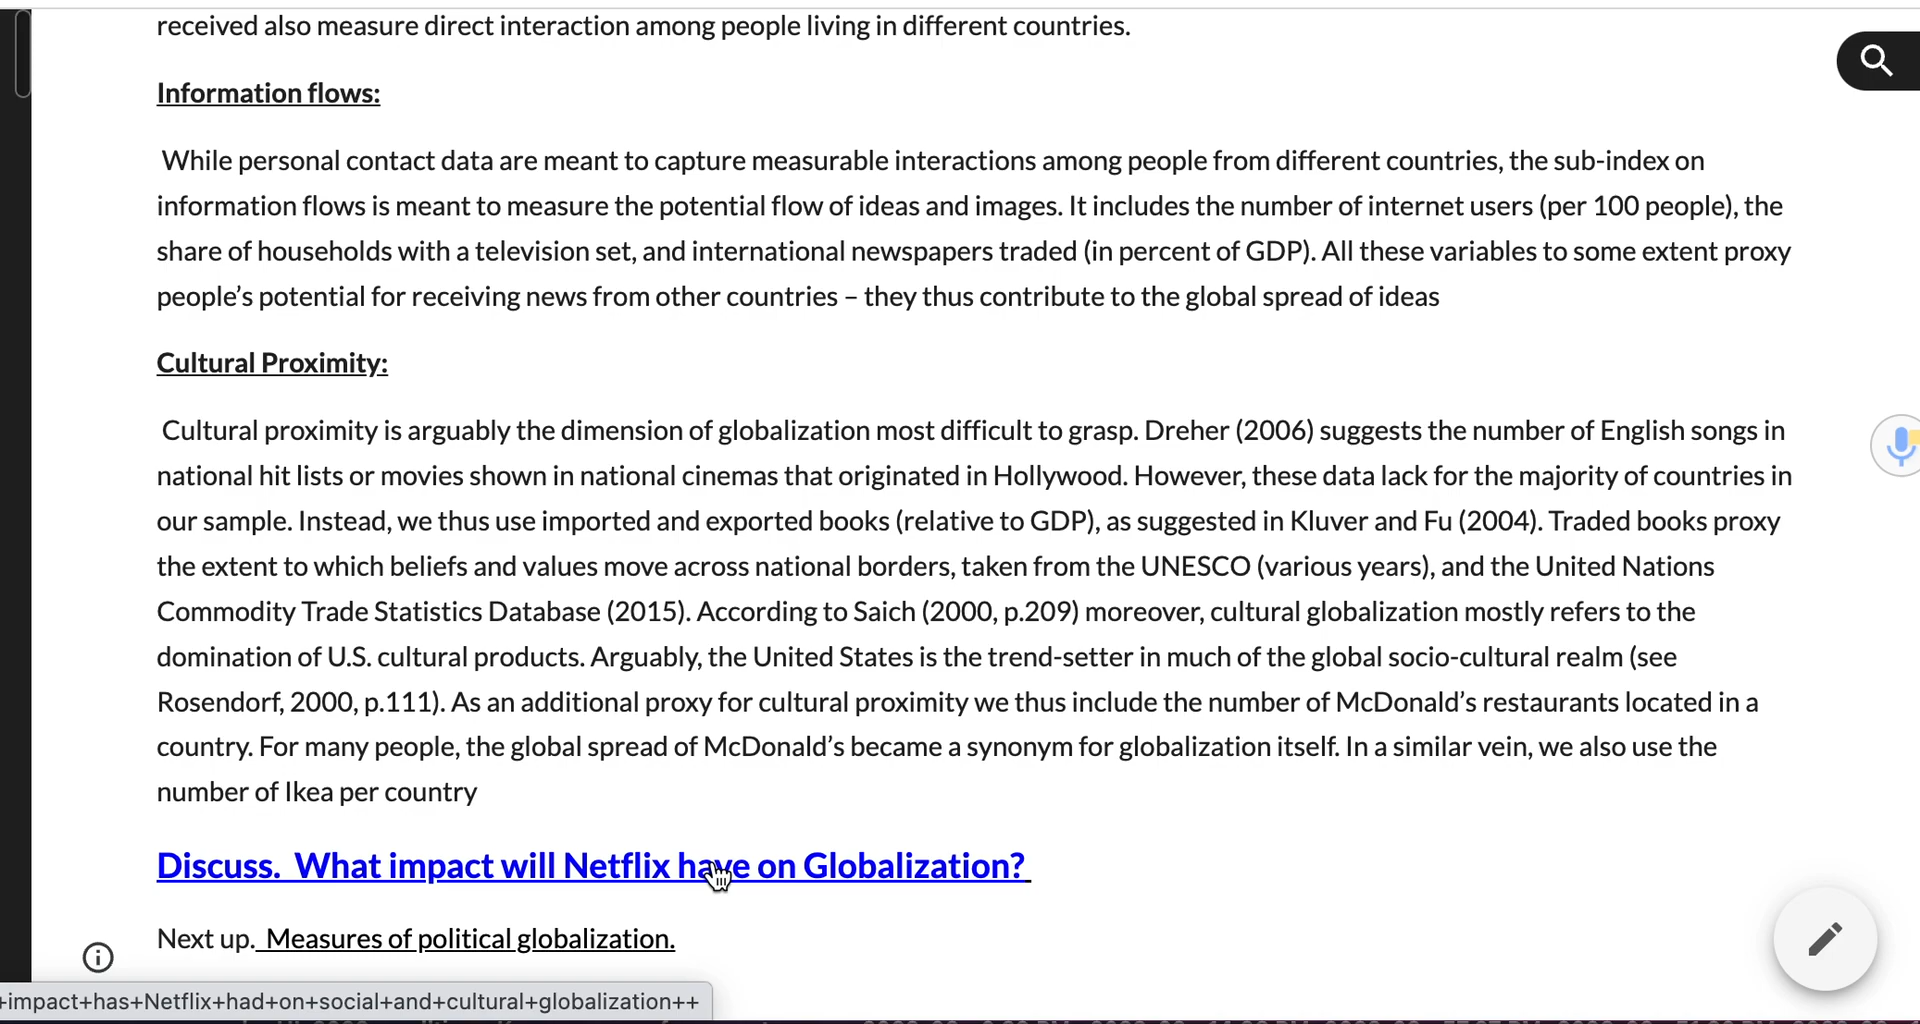 received also measure direct interaction among people living in different countries.
Information flows:
While personal contact data are meant to capture measurable interactions among people from different countries, the sub-index on
information flows is meant to measure the potential flow of ideas and images. It includes the number of internet users (per 100 people), the
share of households with a television set, and international newspapers traded (in percent of GDP). All these variables to some extent proxy
people’s potential for receiving news from other countries – they thus contribute to the global spread of ideas
Cultural Proximity:
Cultural proximity is arguably the dimension of globalization most difficult to grasp. Dreher (2006) suggests the number of English songs in
national hit lists or movies shown in national cinemas that originated in Hollywood. However, these data lack for the majority of countries in
our sample. Instead, we thus use imported and exported books (relative to GDP), as suggested in Kluver and Fu (2004). Traded books proxy
the extent to which beliefs and values move across national borders, taken from the UNESCO (various years), and the United Nations
Commodity Trade Statistics Database (2015). According to Saich (2000, p.209) moreover, cultural globalization mostly refers to the
domination of U.S. cultural products. Arguably, the United States is the trend-setter in much of the global socio-cultural realm (see
Rosendorf, 2000, p.111). As an additional proxy for cultural proximity we thus include the number of McDonald’s restaurants located in a
country. For many people, the global spread of McDonald’s became a synonym for globalization itself. In a similar vein, we also use the
number of Ikea per country
Discuss.  What impact will Netflix have on Globalization?
Next up.  Measures of political globalization.
+impact+has+Netflix+had+on+social+and+cultural+globalization++